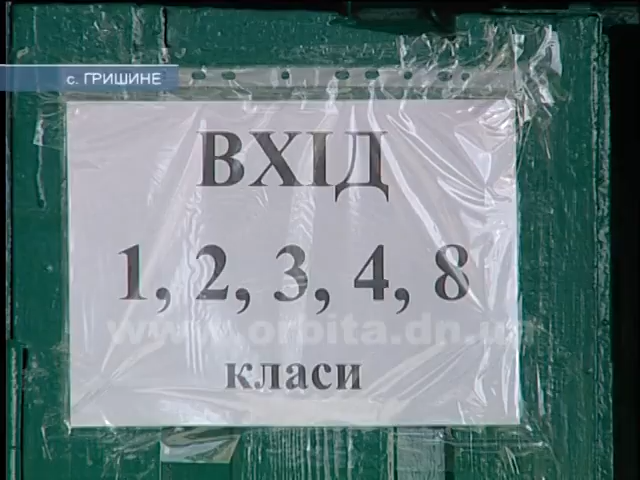 с. ГРИШИНЕ
ВХІД
1, 2, 3, 4, 8
www.orbita.dn.ua
класи